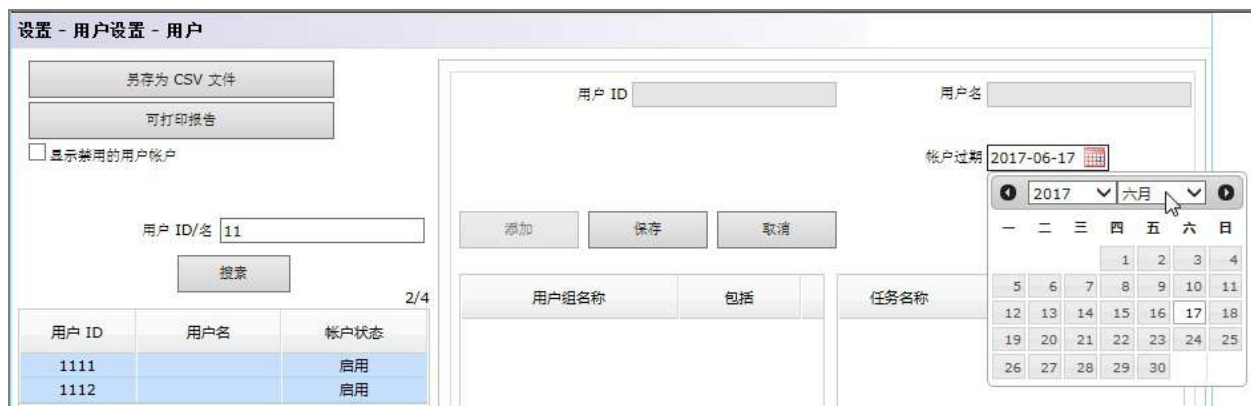 设置 - 用户设置 - 用户
另存为 CSV 文件
可打印报告
显示禁用的用户帐户
用户 ID/名 11
搜索
2/4
用户 ID 用户名 帐户状态
1111 启用
1112 启用
用户 ID 用户名
帐户过期 2017-06-17
添加 保存 取消
用户组名称 包括 任务名称
2017 六月
一 二 三 四 五 六 日
1 2 3 4
5 6 7 8 9 10 11
12 13 14 15 16 17 18
19 20 21 22 23 24 25
26 27 28 29 30